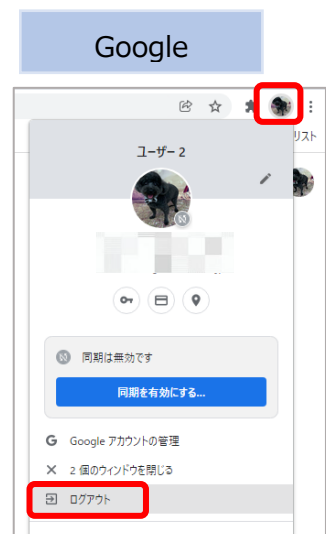 Google
リスト
ユーザー 2
同期は無効です
同期を有効にする...
G Google アカウントの管理
2 個のウィンドウを閉じる
ログアウト